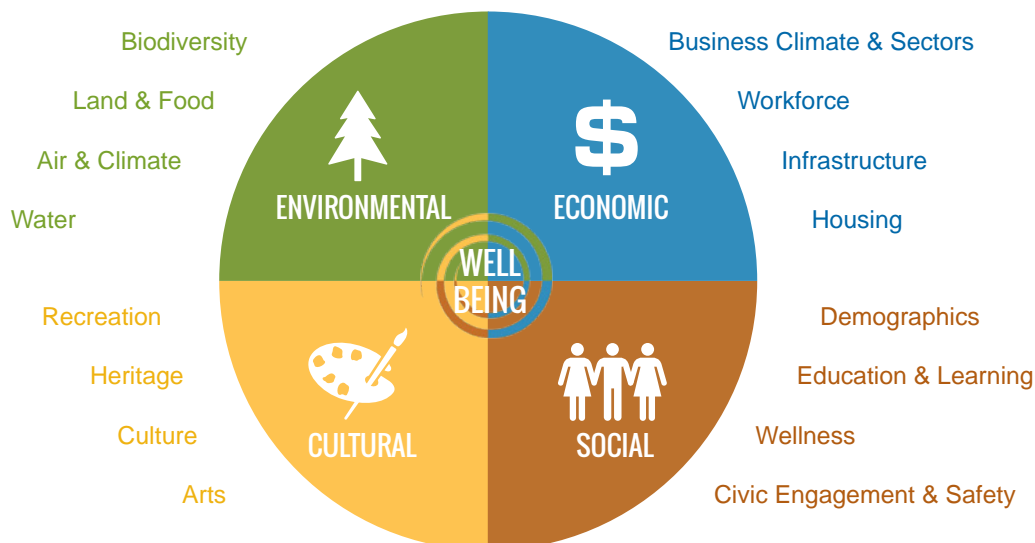 Biodiversity
Land & Food
Air & Climate
Water
ENVIRONMENTAL
Business Climate & Sectors
Workforce
Infrastructure
Housing
$
ECONOMIC
WELL
BEING
Recreation
Heritage
Culture
Arts
CULTURAL
Demographics
Education & Learning
Wellness
Civic Engagement & Safety
SOCIAL